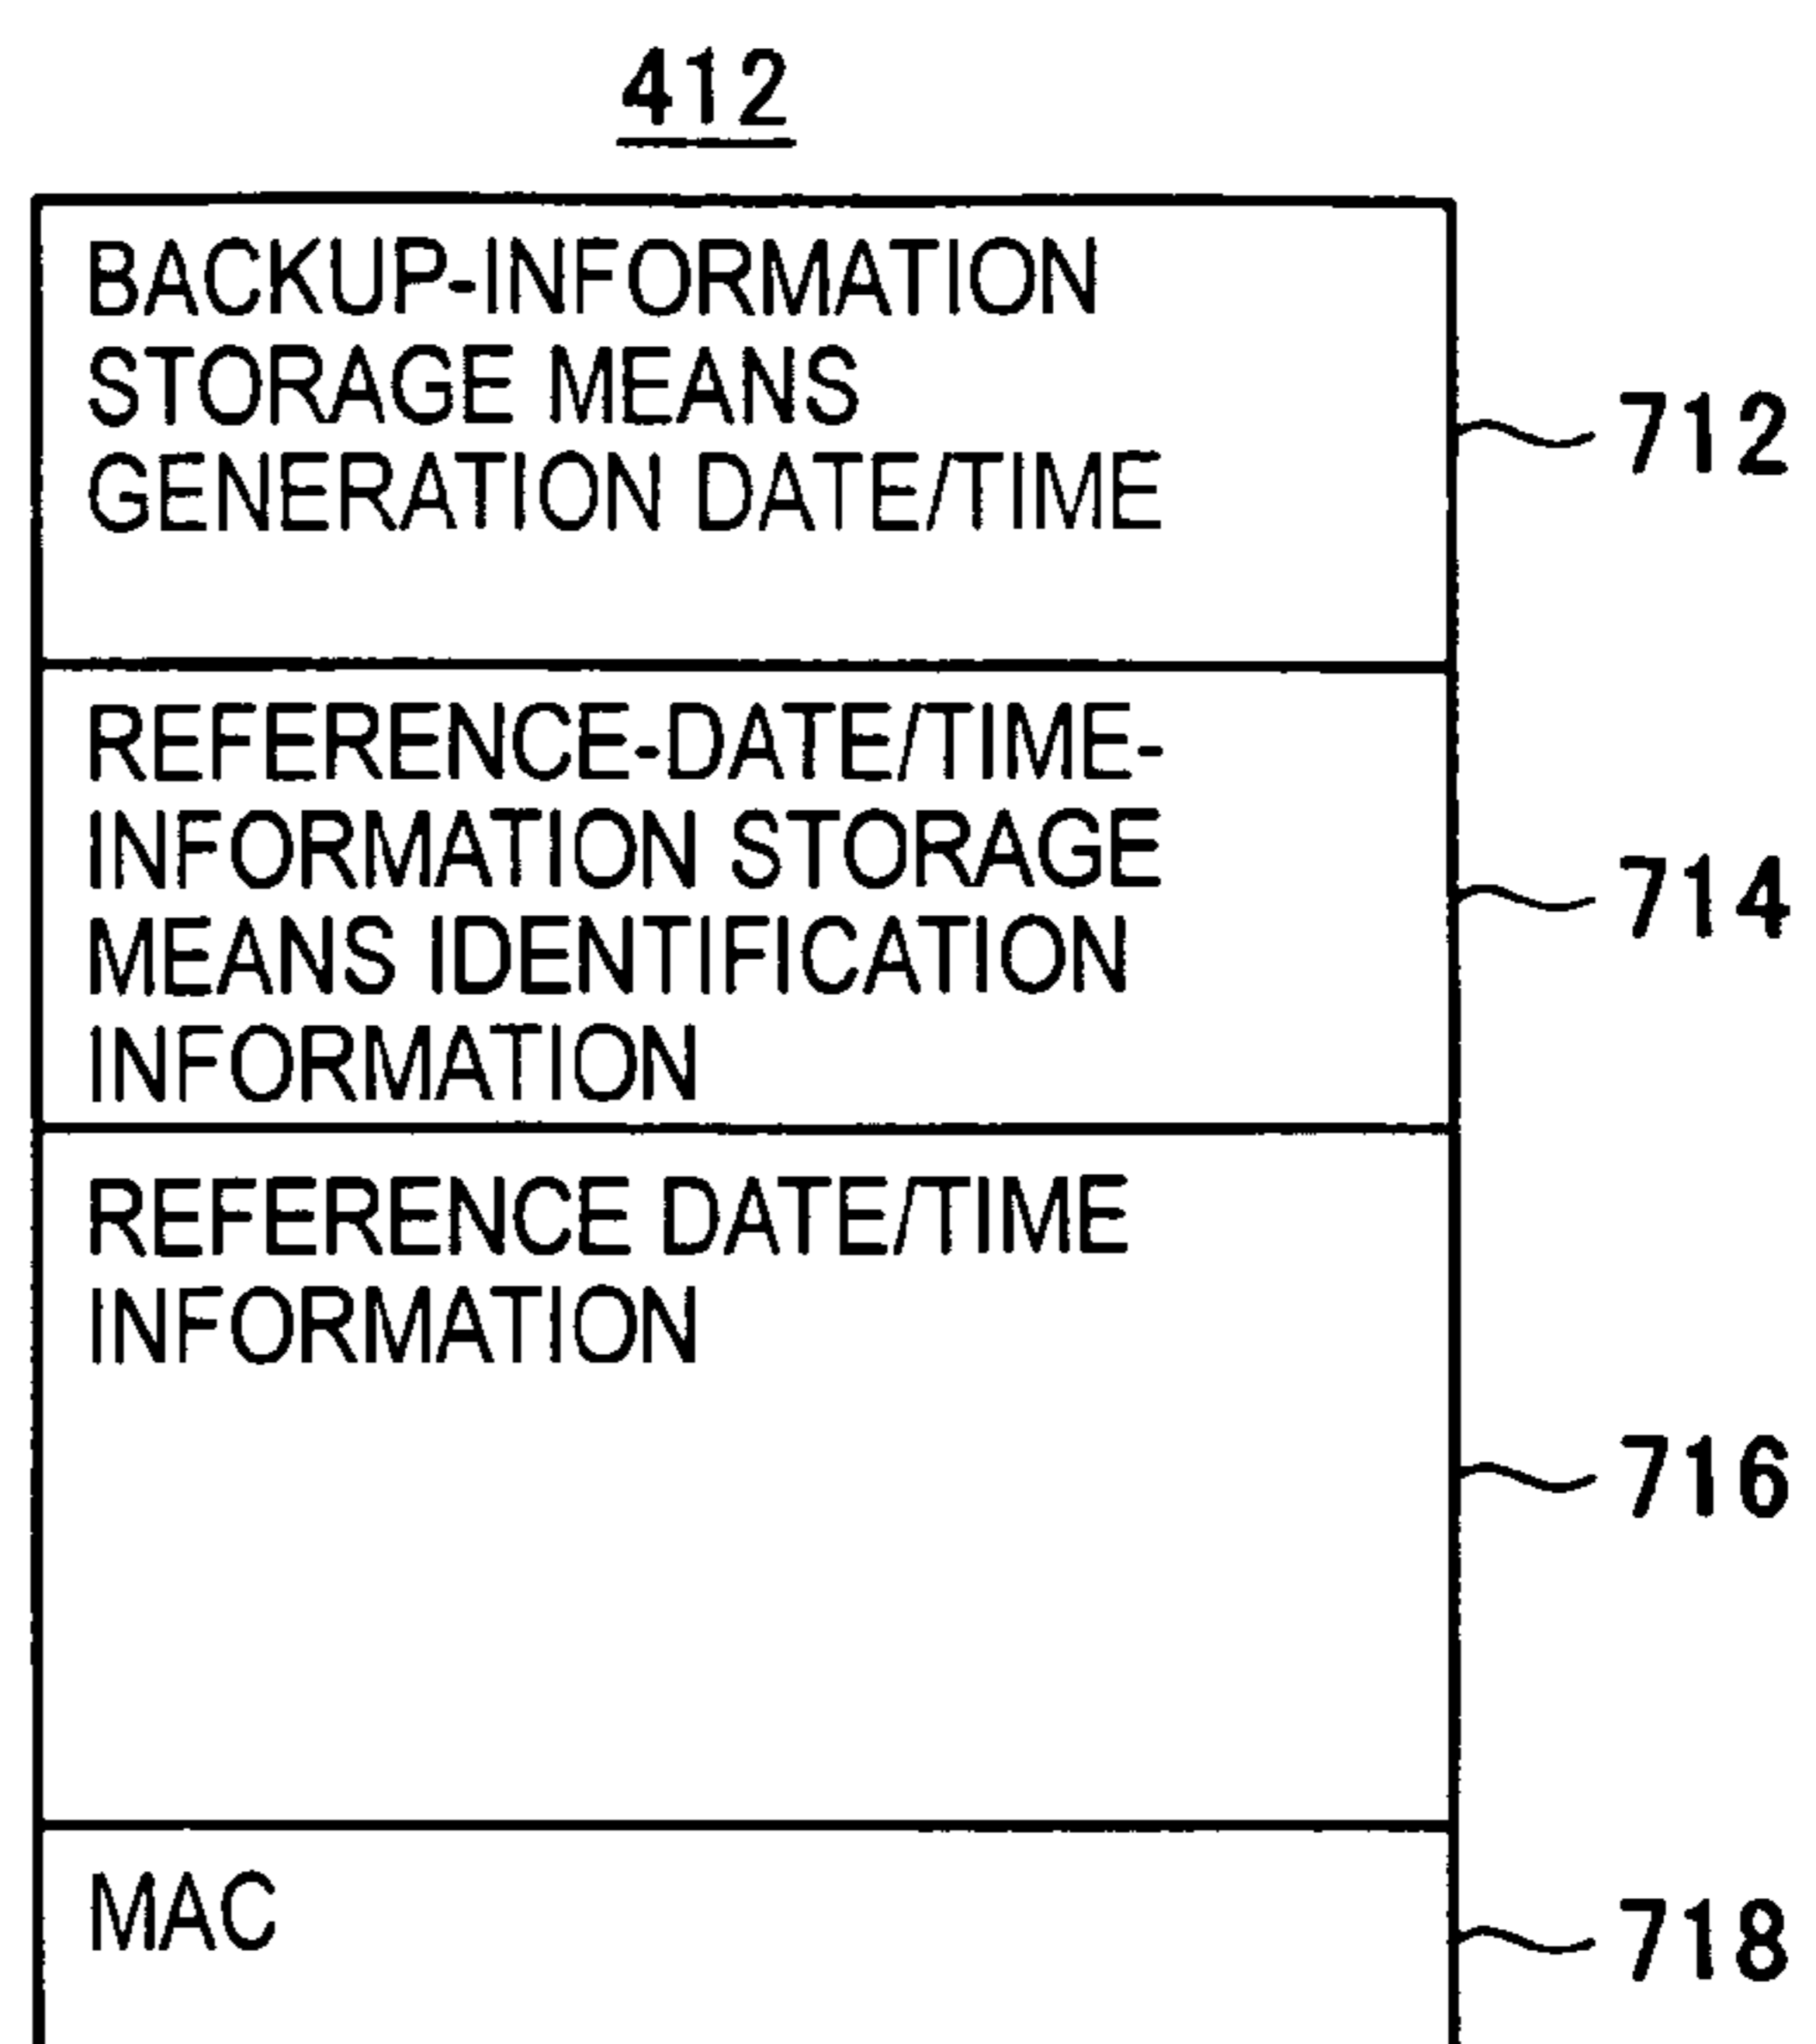 412
BACKUP-INFORMATION
STORAGE MEANS
GENERATION DATE/TIME
712
REFERENCE-DATE/TIME-
INFORMATION STORAGE
MEANS IDENTIFICATION
INFORMATION
714
REFERENCE DATE/TIME
INFORMATION
716
MAC
718